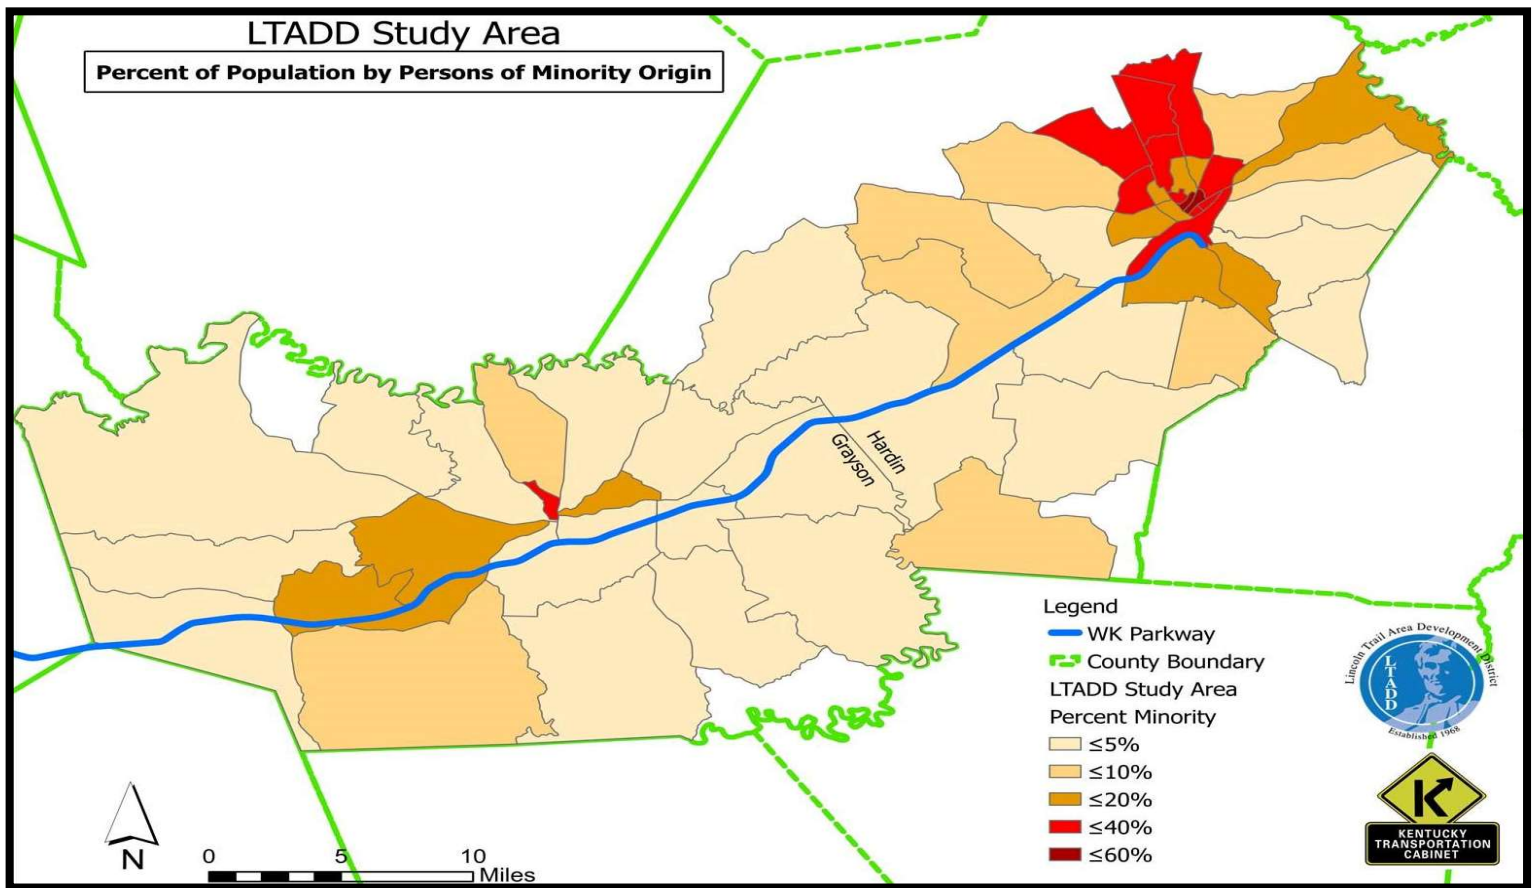 LTADD Study Area
Percent of Population by Persons of Minority Origin
Hardin
Grayson
Legend
WK Parkway
County Boundary
LTADD Study Area
Percent Minority
≤5%
≤10%
≤20%
≤40%
≤60%
N
0 5 10
Miles
Lincoln Trail Area Development District
LTADD
Established 1968
K
KENTUCKY
TRANSPORTATION
CABINET